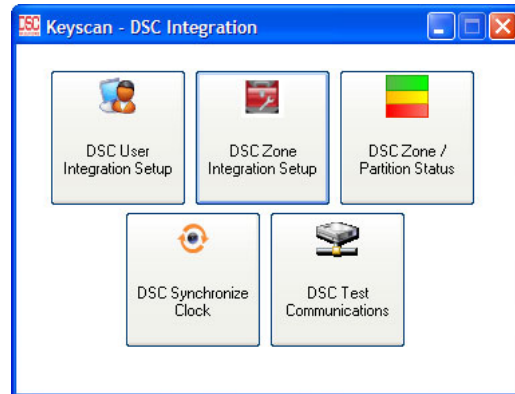 DSC Keyscan - DSC Integration
DSC User
Integration Setup
DSC Zone
Integration Setup
DSC Zone /
Partition Status
DSC Synchronize
Clock
DSC Test
Communications